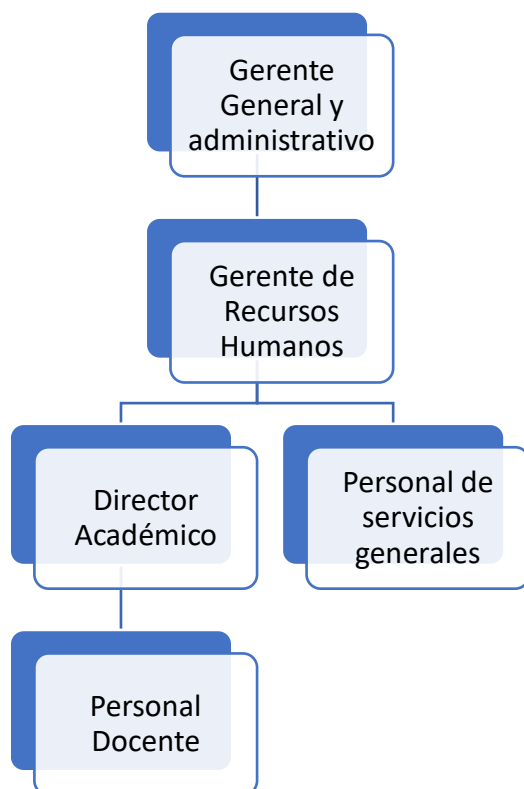 Gerente
General y
administrativo
Gerente de
Recursos
Humanos
Director
Académico
Personal de
servicios
generales
Personal
Docente